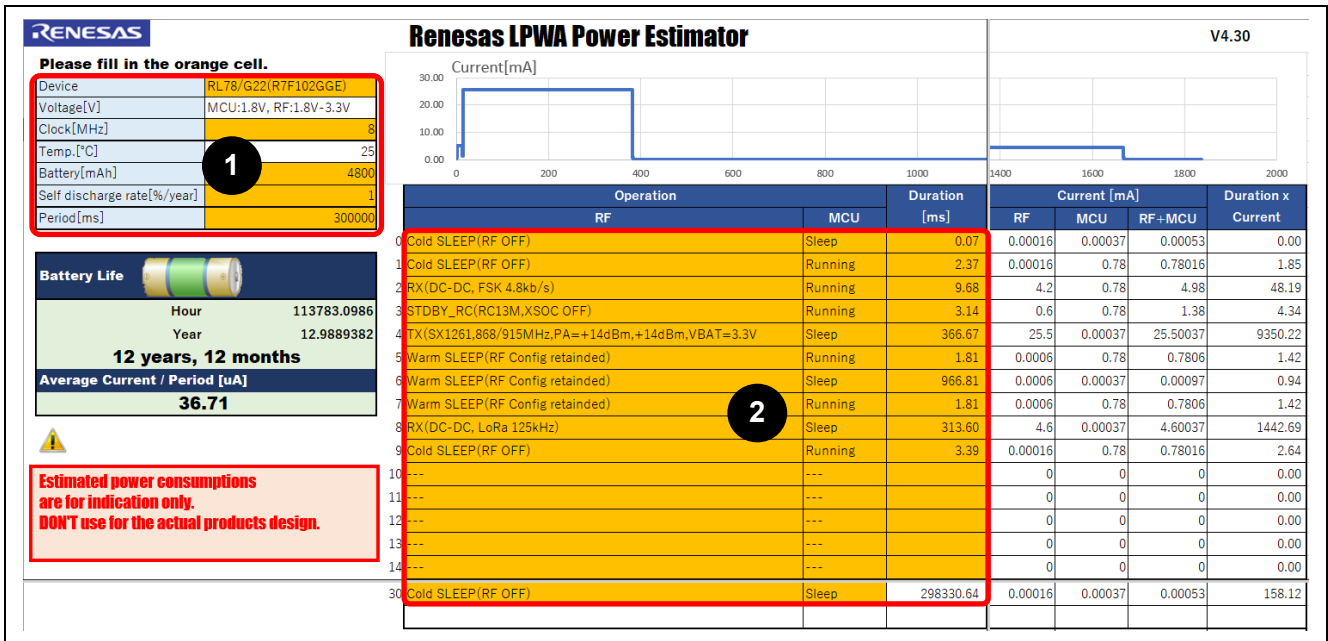 RENESAS
Renesas LPWA Power Estimator
V4.30
Please fill in the orange cell.
Device RL78/G22(R7F102GGE)
Voltage[V] MCU:1.8V, RF:1.8V-3.3V
Clock[MHz] 8
Temp.[°C] 25
Battery[mAh] 4800
Self discharge rate[%/year] 1
Period[ms] 300000
1
Battery Life
Hour 113783.0986
Year 12.9889382
12 years, 12 months
Average Current / Period [uA]
36.71
Estimated power consumptions
are for indication only.
DON'T use for the actual products design.
Current[mA]
30.00
20.00
10.00
0.00
0 200 400 600 800 1000 1400 1600 1800 2000
Operation Duration Current [mA] Duration x
RF MCU [ms] RF MCU RF+MCU Current
0 Cold SLEEP(RF OFF) Sleep 0.07 0.00016 0.00037 0.00053 0.00
1 Cold SLEEP(RF OFF) Running 2.37 0.00016 0.78 0.78016 1.85
2 RX(DC-DC, FSK 4.8kb/s) Running 9.68 4.2 0.78 4.98 48.19
3 STDBY_RC(RC13M,XSOC OFF) Running 3.14 0.6 0.78 1.38 4.34
4 TX(SX1261,868/915MHz,PA=+14dBm,+14dBm,VBAT=3.3V Sleep 366.67 25.5 0.00037 25.50037 9350.22
5 Warm SLEEP(RF Config retainded) Running 1.81 0.0006 0.78 0.7806 1.42
6 Warm SLEEP(RF Config retainded) Sleep 966.81 0.0006 0.00037 0.00097 0.94
7 Warm SLEEP(RF Config retainded) Running 1.81 0.0006 0.78 0.7806 1.42
8 RX(DC-DC, LoRa 125kHz) Sleep 313.60 4.6 0.00037 4.60037 1442.69
9 Cold SLEEP(RF OFF) Running 3.39 0.00016 0.78 0.78016 2.64
10 --- --- 0 0 0 0.00
11 --- --- 0 0 0 0.00
12 --- --- 0 0 0 0.00
13 --- --- 0 0 0 0.00
14 --- --- 0 0 0 0.00
30 Cold SLEEP(RF OFF) Sleep 298330.64 0.00016 0.00037 0.00053 158.12
2